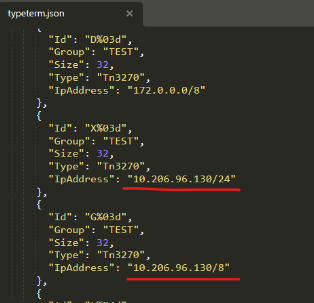 typeterm.json ×
{
"Id": "D%03d",
"Group": "TEST",
"Size": 32,
"Type": "Tn3270",
"IpAddress": "172.0.0.0/8"
},
{
"Id": "X%03d",
"Group": "TEST",
"Size": 32,
"Type": "Tn3270",
"IpAddress": "10.206.96.130/24"
},
{
"Id": "G%03d",
"Group": "TEST",
"Size": 32,
"Type": "Tn3270",
"IpAddress": "10.206.96.130/8"
},
{